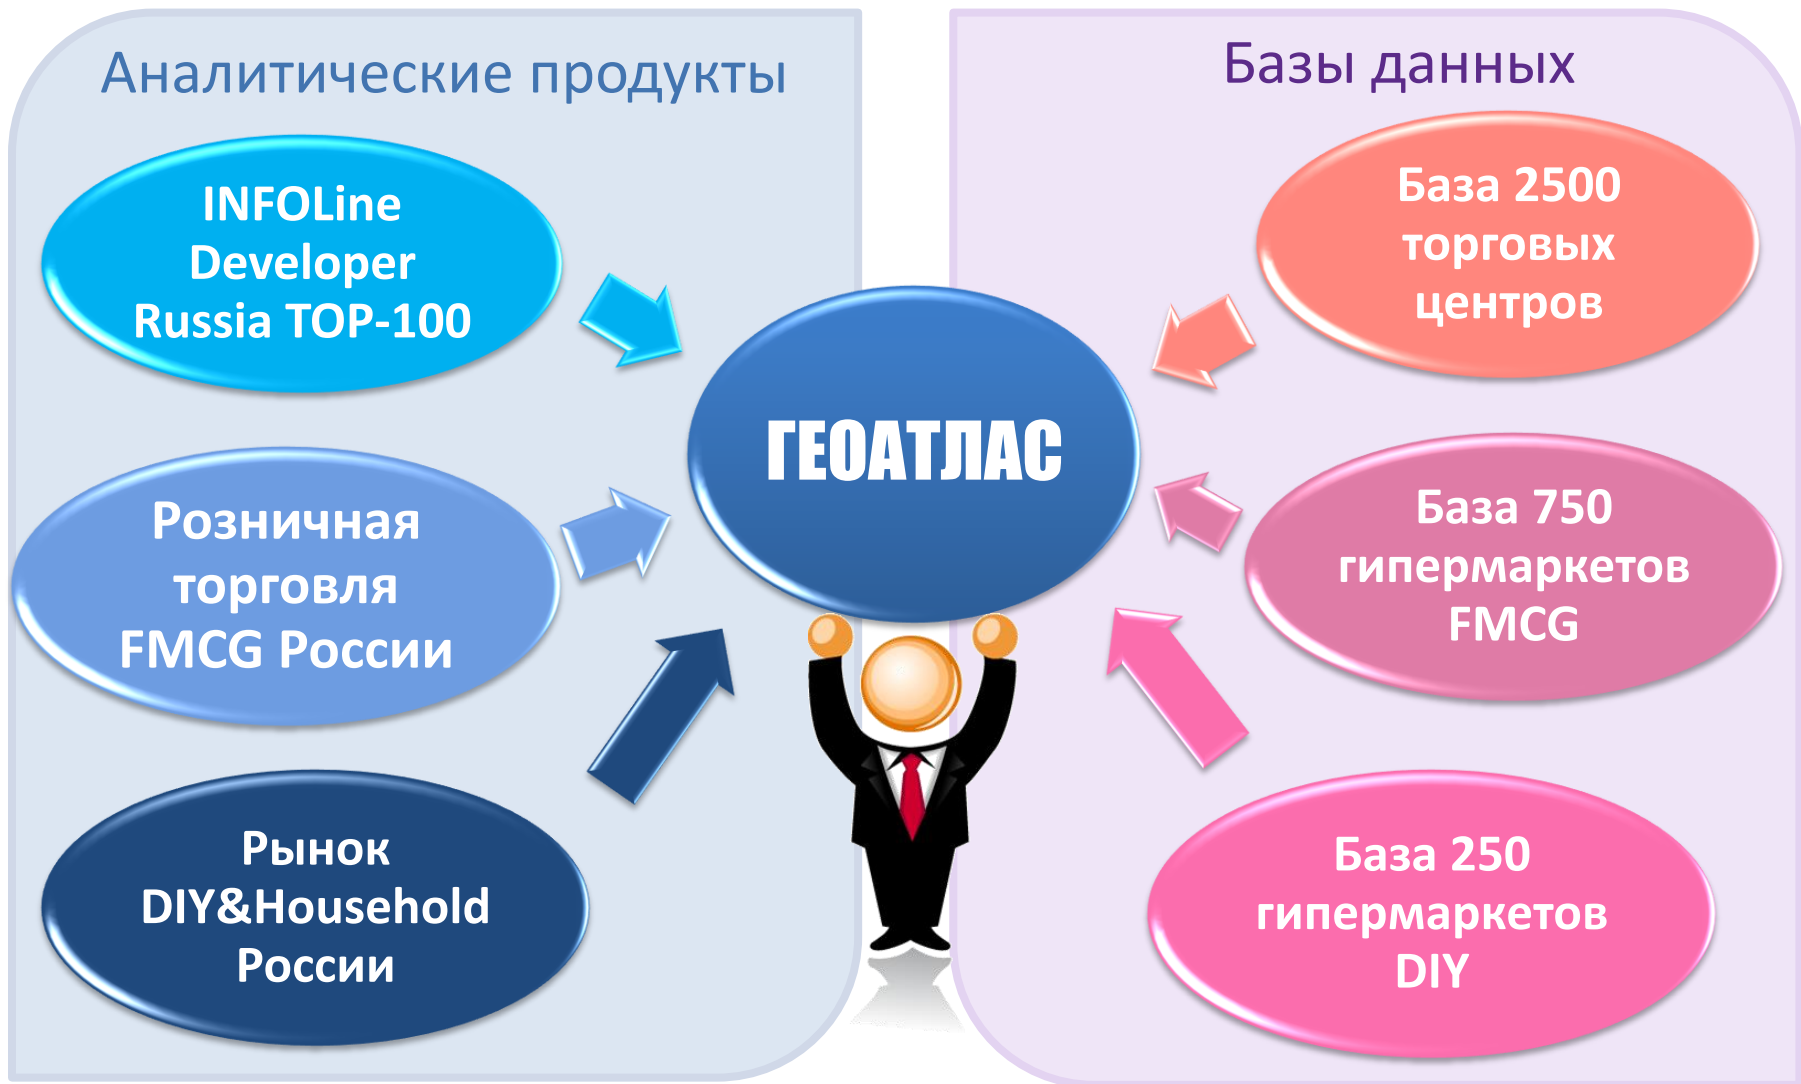 Аналитические продукты
INFOLine
Developer
Russia TOP-100
Розничная
торговля
FMCG России
Рынок
DIY&Household
России
ГЕОАТЛАС
Базы данных
База 2500
торговых
центров
База 750
гипермаркетов
FMCG
База 250
гипермаркетов
DIY